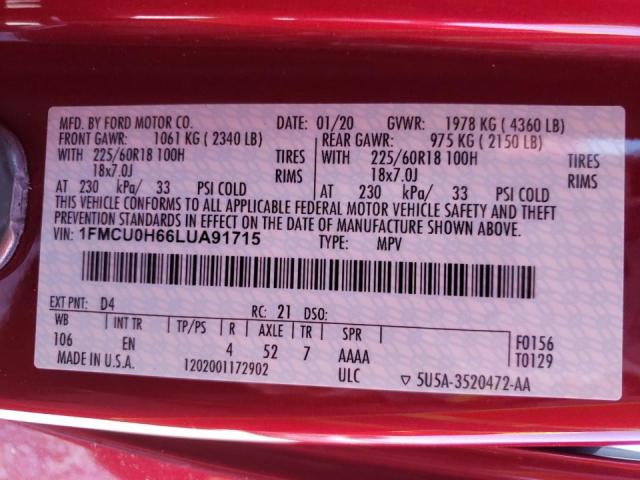 MFD. BY FORD MOTOR CO. DATE: 01/20 GVWR: 1978 KG ( 4360 LB)
FRONT GAWR: 1061 KG ( 2340 LB) REAR GAWR: 975 KG ( 2150 LB)
WITH 225/60R18 100H TIRES WITH 225/60R18 100H TIRES
18x7.0J RIMS 18x7.0J RIMS
AT 230 kPa/ 33 PSI COLD AT 230 kPa/ 33 PSI COLD
THIS VEHICLE CONFORMS TO ALL APPLICABLE FEDERAL MOTOR VEHICLE SAFETY AND THEFT
PREVENTION STANDARDS IN EFFECT ON THE DATE OF MANUFACTURE SHOWN ABOVE.
VIN: 1FMCU0H66LUA91715 TYPE: MPV
EXT PNT: D4 RC: 21 DSO:
WB INT TR TP/PS R AXLE TR SPR F0156
106 EN 4 52 7 AAAA T0129
MADE IN U.S.A. 1202001172902 ULC ▽ 5U5A-3520472-AA